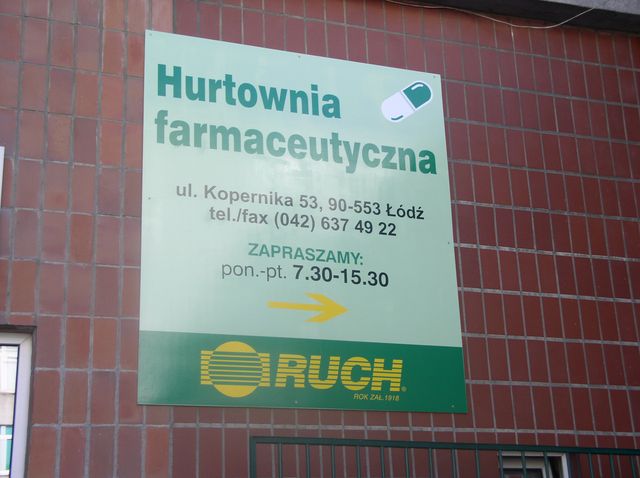 Hurtownia
farmaceutyczna
ul. Kopernika 53, 90-553 Łódź
tel./fax (042) 637 49 22
ZAPRASZAMY:
pon.-pt. 7.30-15.30
RUCH®
ROK ZAŁ.1918